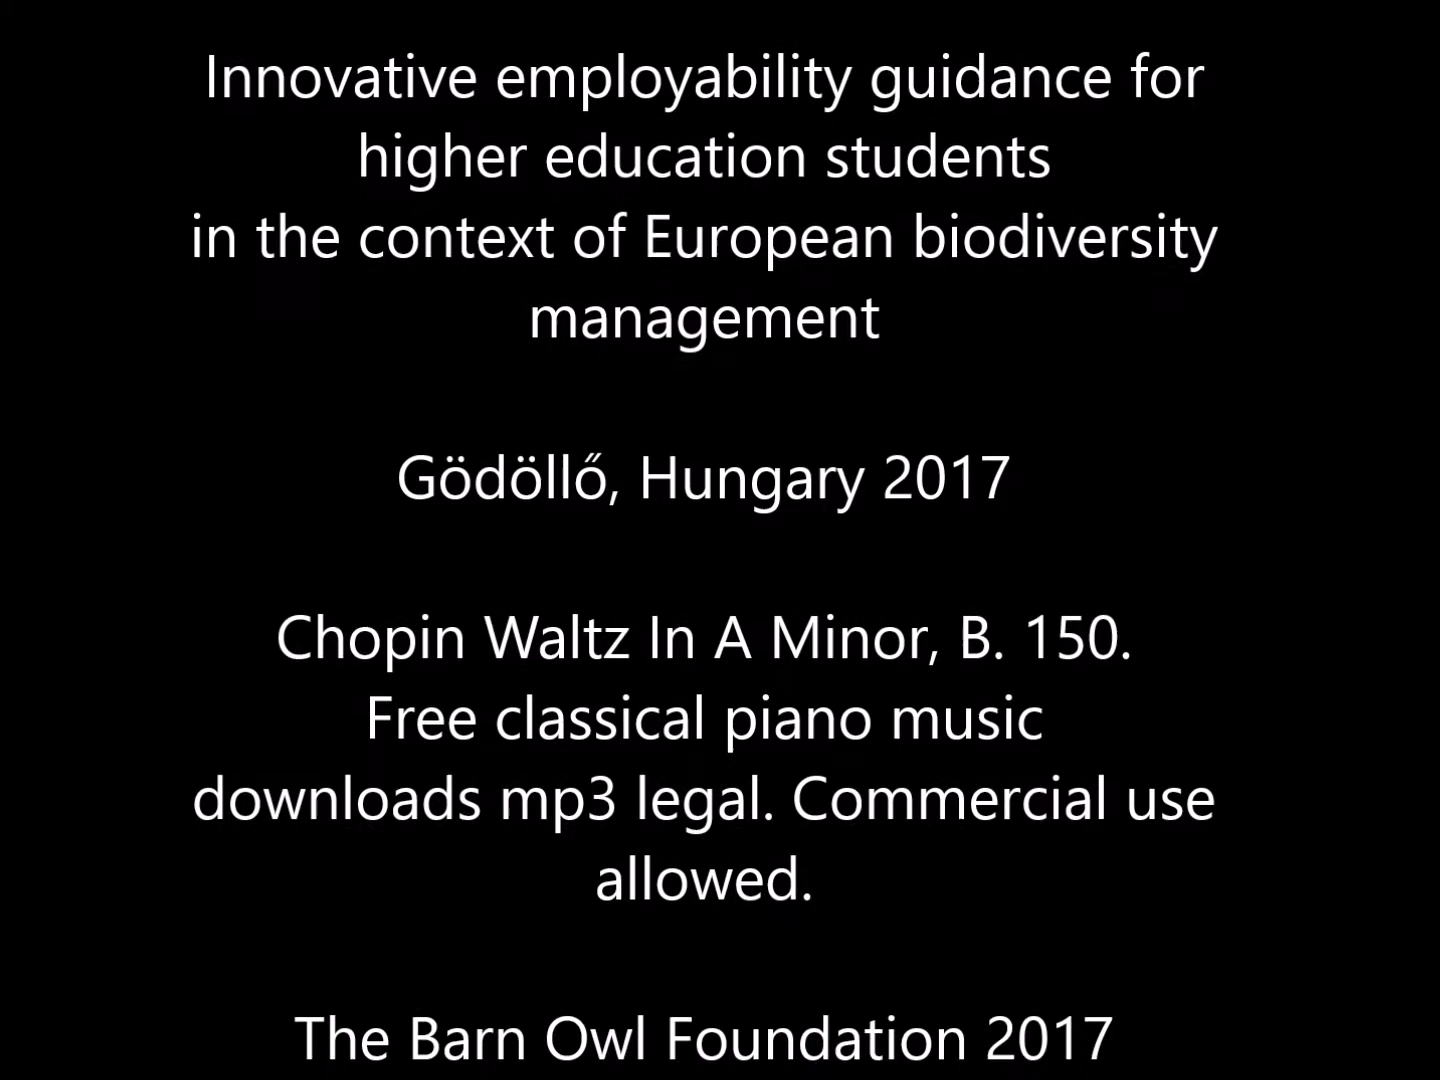 Innovative employability guidance for
higher education students
in the context of European biodiversity
management
Gödöllő, Hungary 2017
Chopin Waltz In A Minor, B. 150.
Free classical piano music
downloads mp3 legal. Commercial use
allowed.
The Barn Owl Foundation 2017